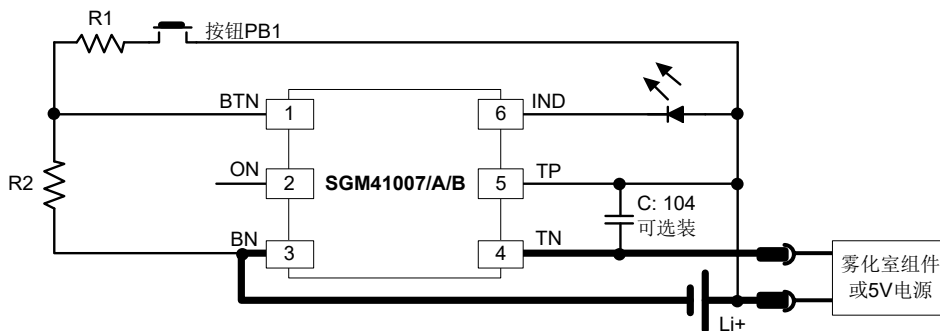 R1
按钮PB1
BTN
1
6
IND
R2
ON
2
SGM41007/A/B
5
TP
C: 104
可选装
BN
3
4
TN
雾化室组件
或5V电源
Li+